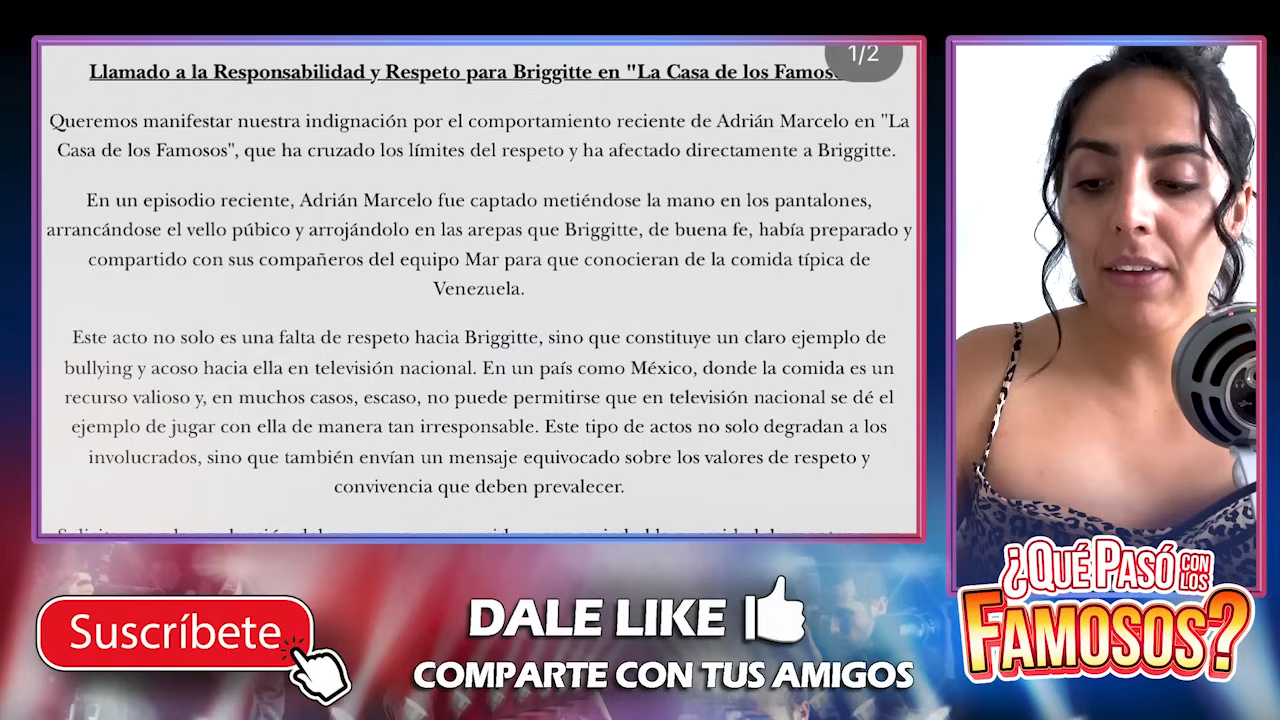 1/2
Llamado a la Responsabilidad y Respeto para Briggitte en "La Casa de los
Queremos manifestar nuestra indignación por el comportamiento reciente de Adrián Marcelo en "La
Casa de los Famosos", que ha cruzado los límites del respeto y ha afectado directamente a Briggitte.
En un episodio reciente, Adrián Marcelo fue captado metiéndose la mano en los pantalones,
arrancándose el vello púbico y arrojándolo en las arepas que Briggitte, de buena fe, había preparado y
compartido con sus compañeros del equipo Mar para que conocieran de la comida típica de
Venezuela.
Este acto no solo es una falta de respeto hacia Briggitte, sino que constituye un claro ejemplo de
bullying y acoso hacia ella en televisión nacional. En un país como México, donde la comida es un
recurso valioso y, en muchos casos, escaso, no puede permitirse que en televisión nacional se dé el
ejemplo de jugar con ella de manera tan irresponsable. Este tipo de actos no solo degradan a los
involucrados, sino que también envían un mensaje equivocado sobre los valores de respeto y
convivencia que deben prevalecer.
Suscríbete
DALE LIKE
COMPARTE CON TUS AMIGOS
¿QUÉ PASÓ CON
LOS
FAMOSOS?